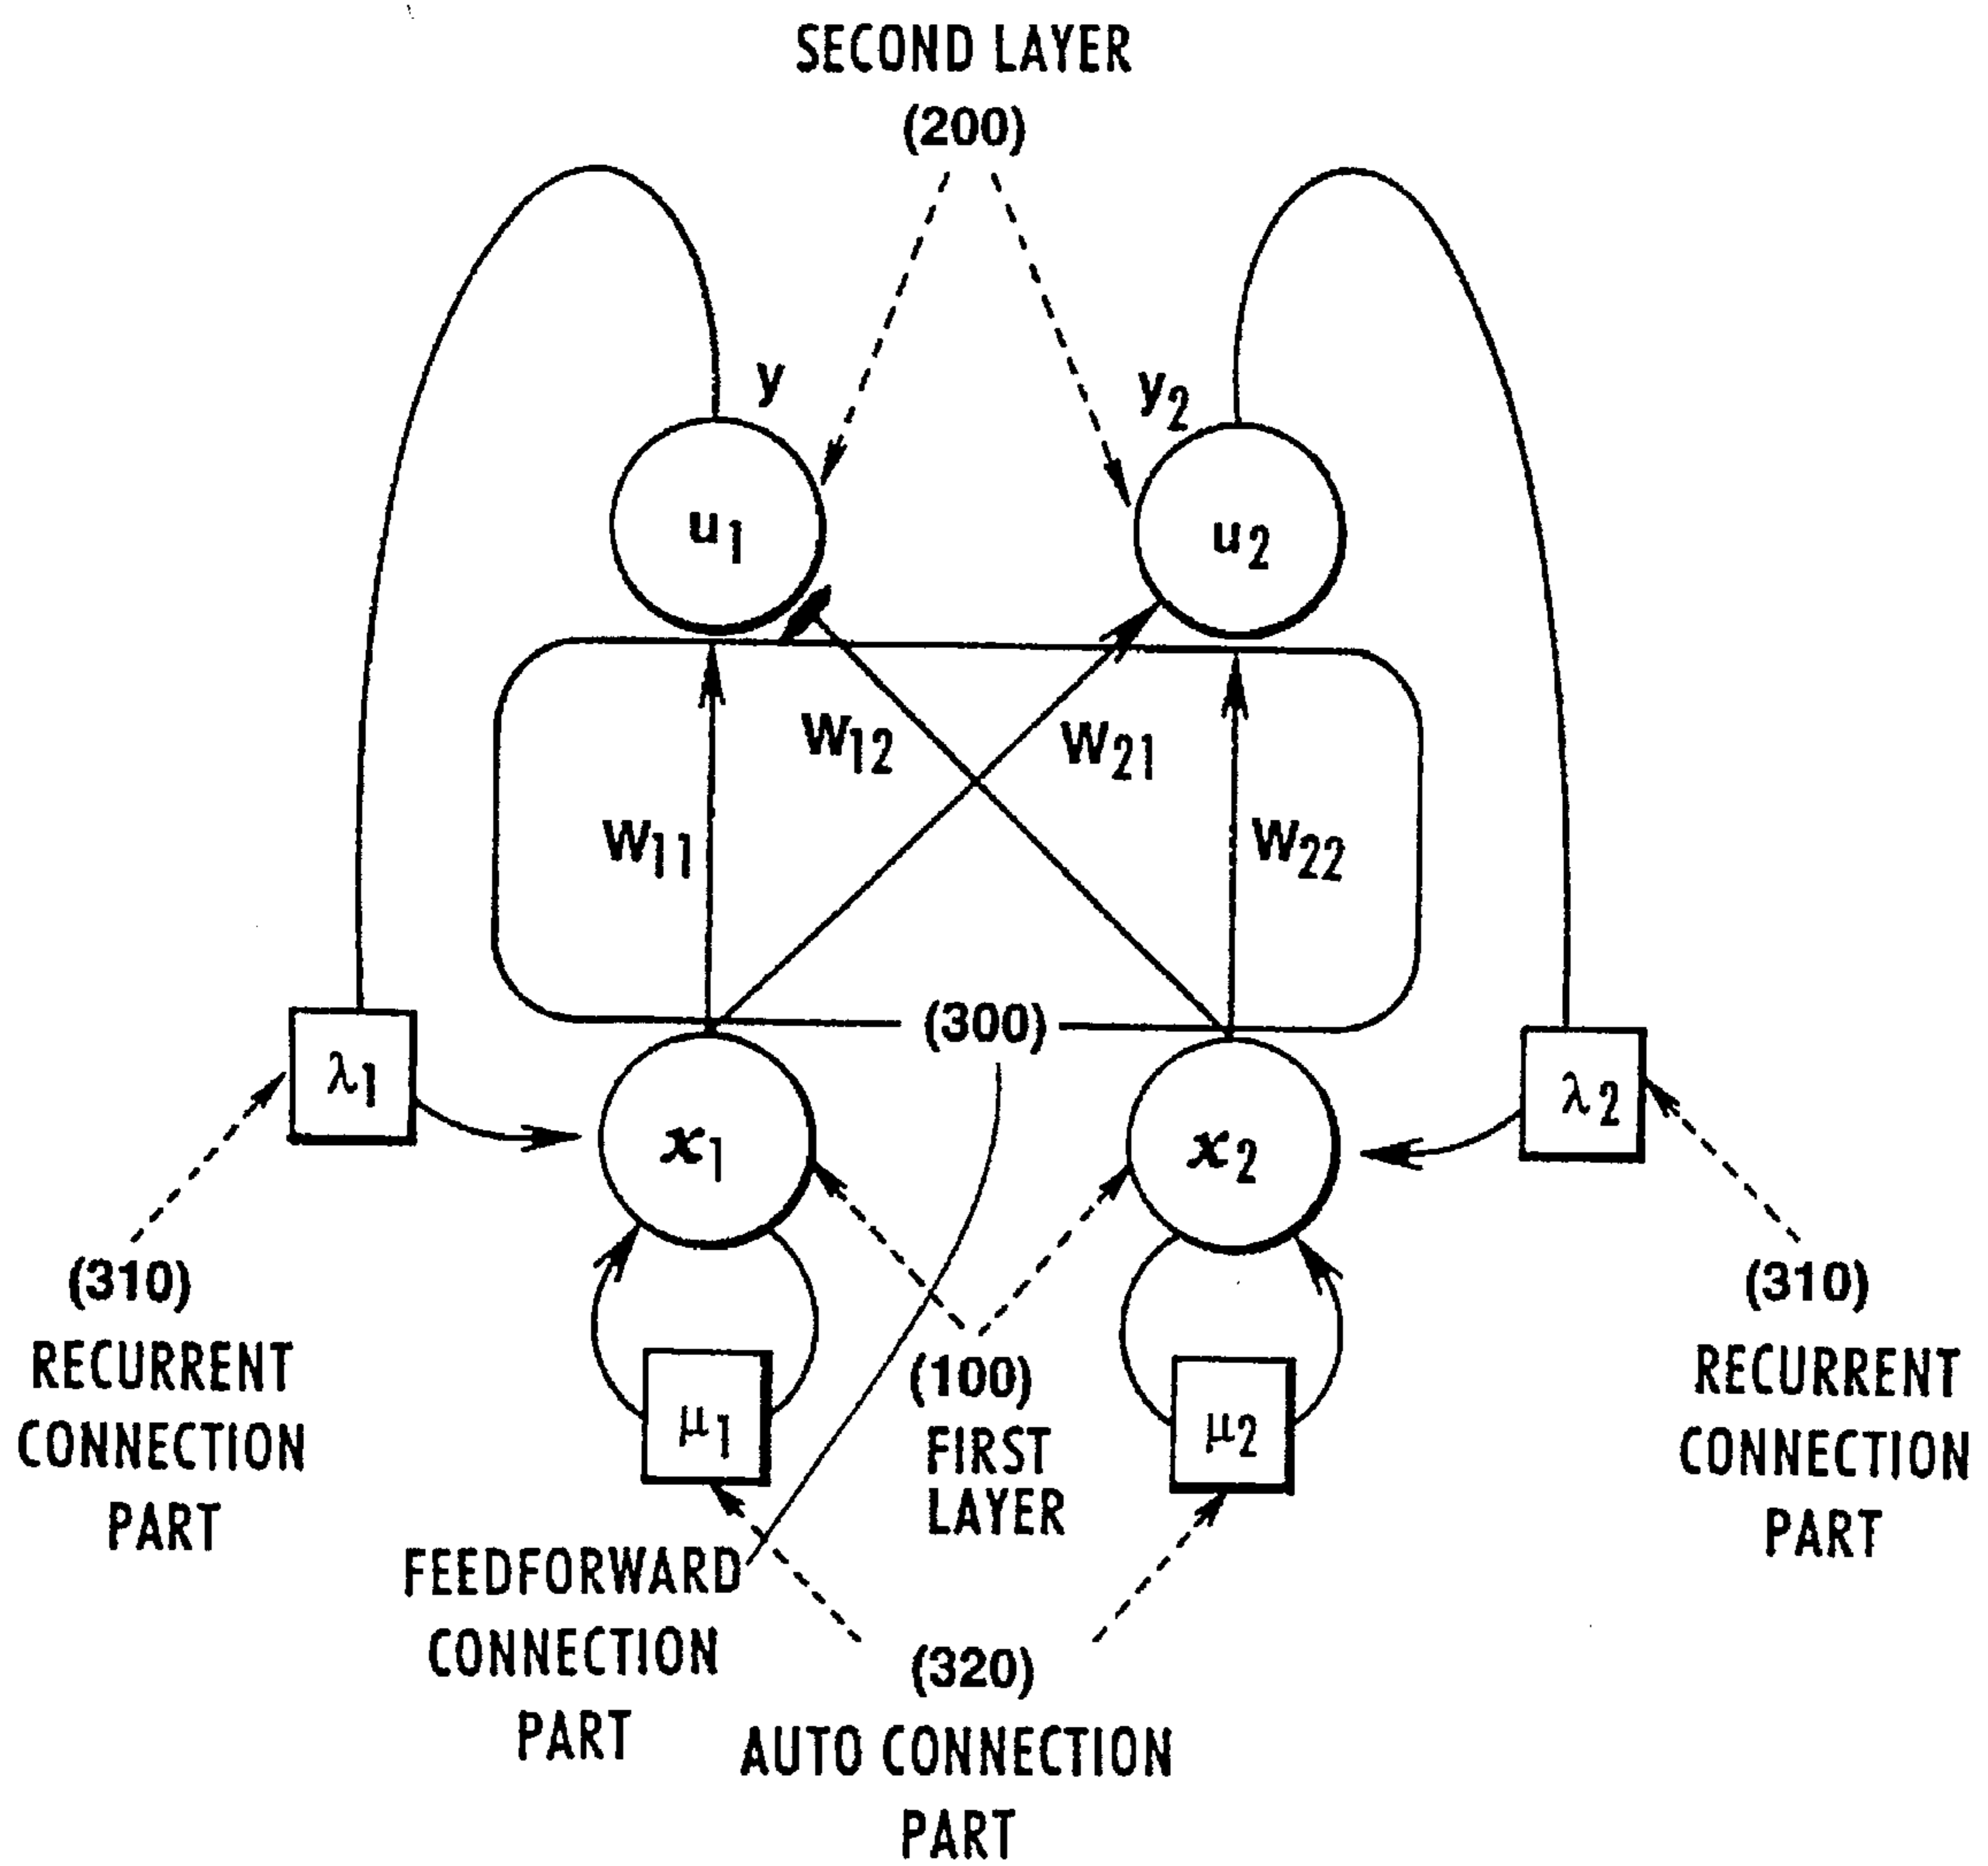 SECOND LAYER
(200)
y
y2
u1
u2
W12
W21
W11
W22
(300)
λ1
λ2
x1
x2
(310)
RECURRENT
CONNECTION
PART
(310)
RECURRENT
CONNECTION
PART
(100)
FIRST
LAYER
μ1
μ2
FEEDFORWARD
CONNECTION
PART
(320)
AUTO CONNECTION
PART